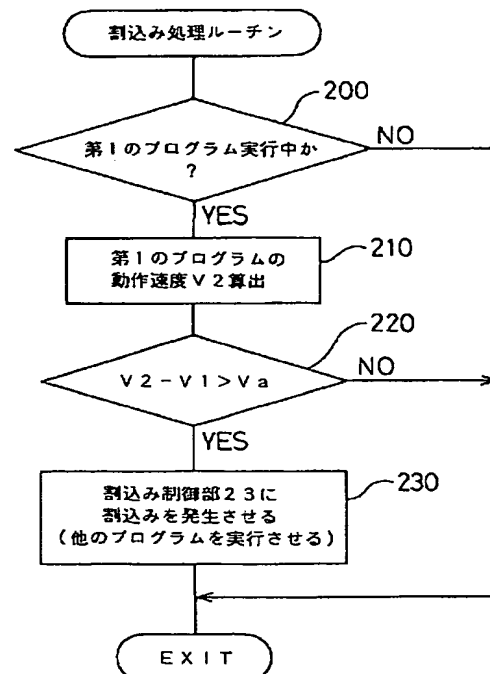 割込み処理ルーチン
200
第1のプログラム実行中か
?
NO
YES
第1のプログラムの
動作速度V2算出
210
220
V2-V1>Va
NO
YES
割込み制御部23に
割込みを発生させる
(他のプログラムを実行させる)
230
EXIT